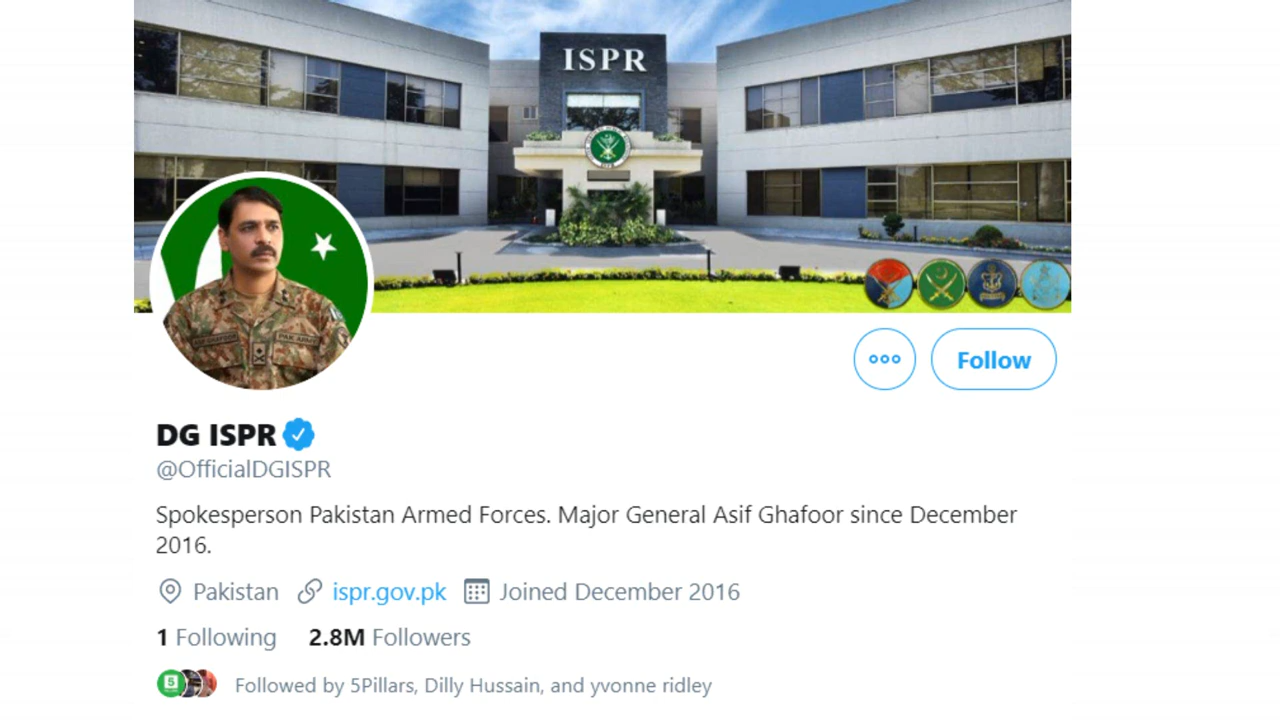 ISPR
DG ISPR
@OfficialDGISPR
Spokesperson Pakistan Armed Forces. Major General Asif Ghafoor since December
2016.
Pakistan ispr.gov.pk Joined December 2016
1 Following 2.8M Followers
Followed by 5Pillars, Dilly Hussain, and yvonne ridley
Follow